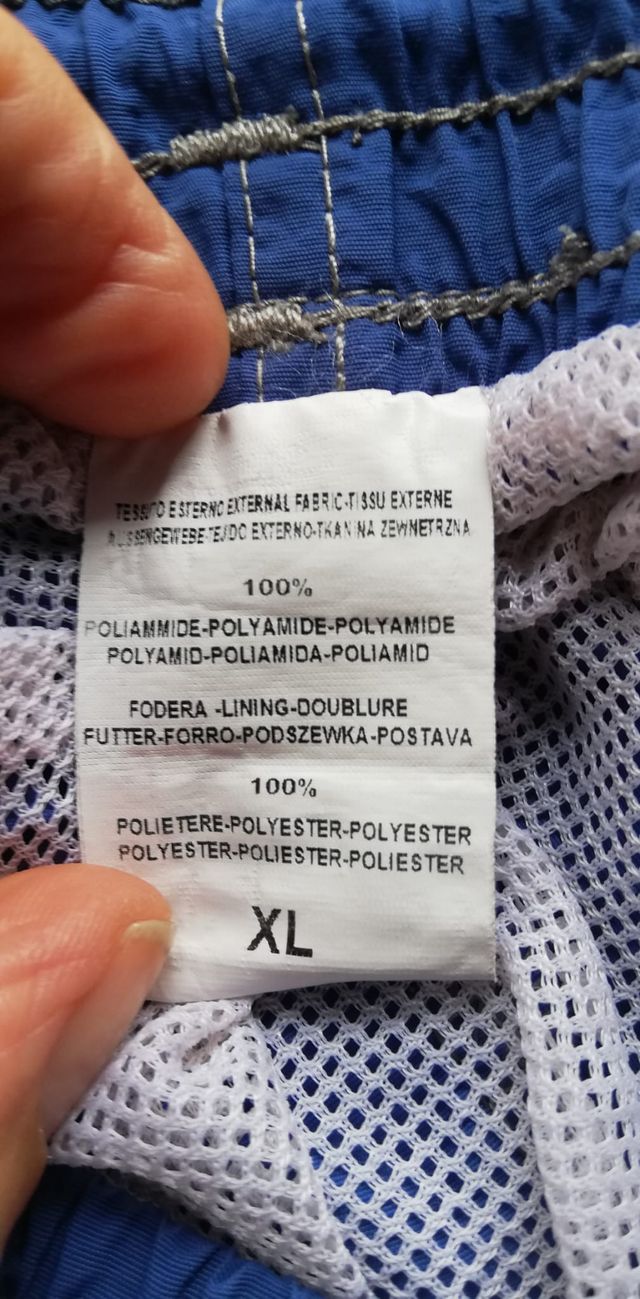 TESSUTO ESTERNO EXTERNAL FABRIC-TISSU EXTERNE
AUSSENGEWEBE-TEJDO EXTERNO-TKANINA ZEWNETRZNA
100%
POLIAMMIDE-POLYAMIDE-POLYAMIDE
POLYAMID-POLIAMIDA-POLIAMID
FODERA -LINING-DOUBLURE
FUTTER-FORRO-PODSZEWKA-POSTAVA
100%
POLIETERE-POLYESTER-POLYESTER
POLYESTER-POLIESTER-POLIESTER
XL